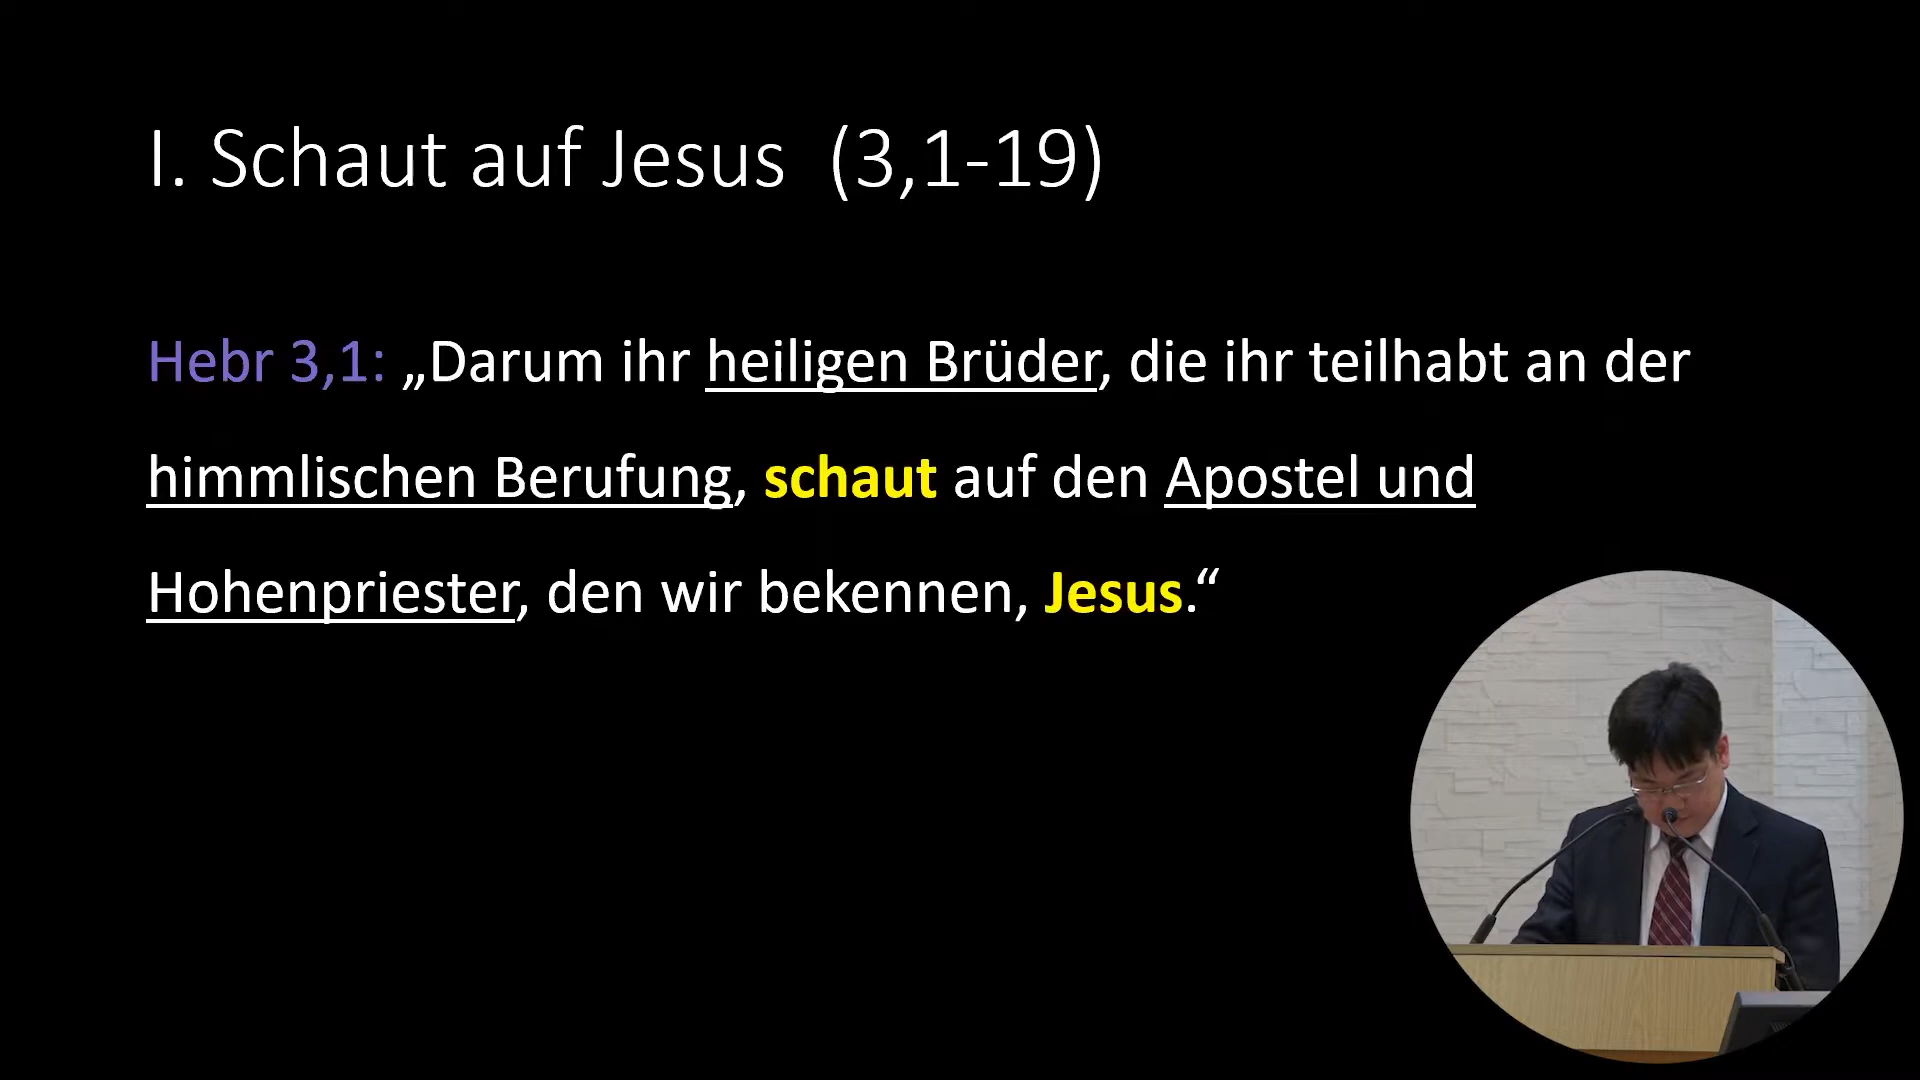 I. Schaut auf Jesus (3,1-19)
Hebr 3,1: „Darum ihr heiligen Brüder, die ihr teilhabt an der
himmlischen Berufung, schaut auf den Apostel und
Hohenpriester, den wir bekennen, Jesus.“